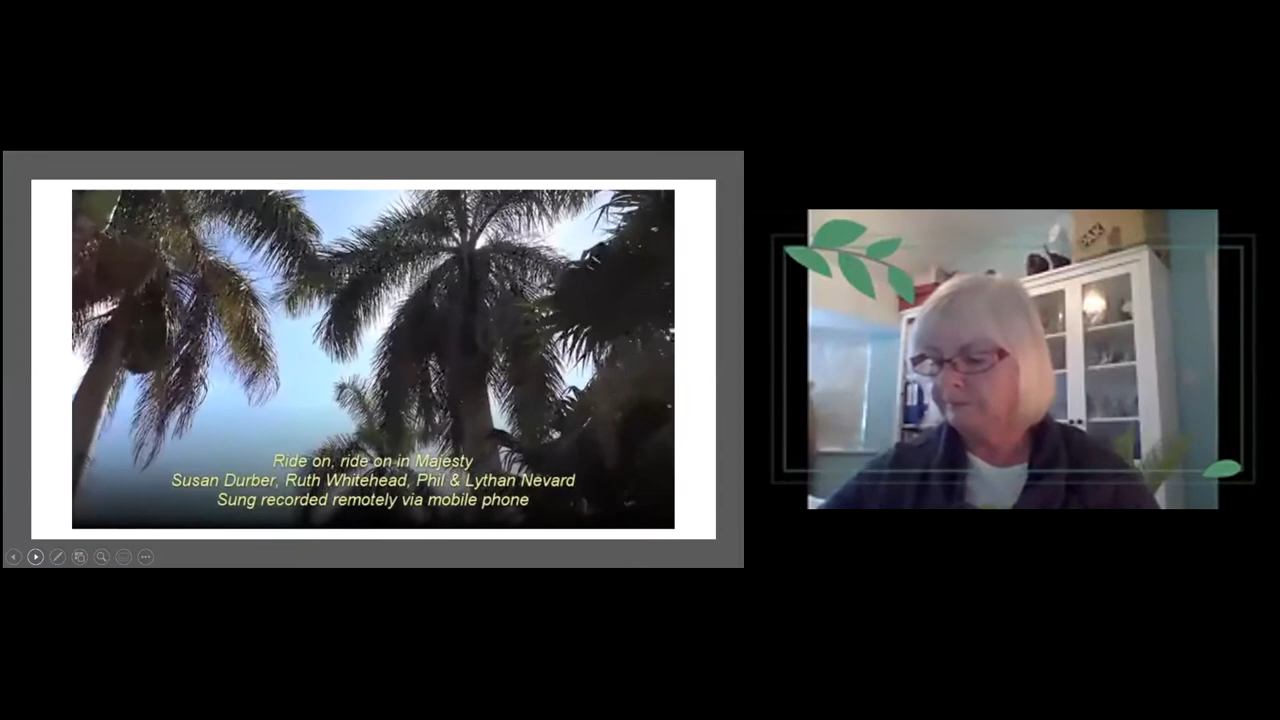 Ride on, ride on in Majesty
Susan Durber, Ruth Whitehead, Phil & Lythan Nevard
Sung recorded remotely via mobile phone